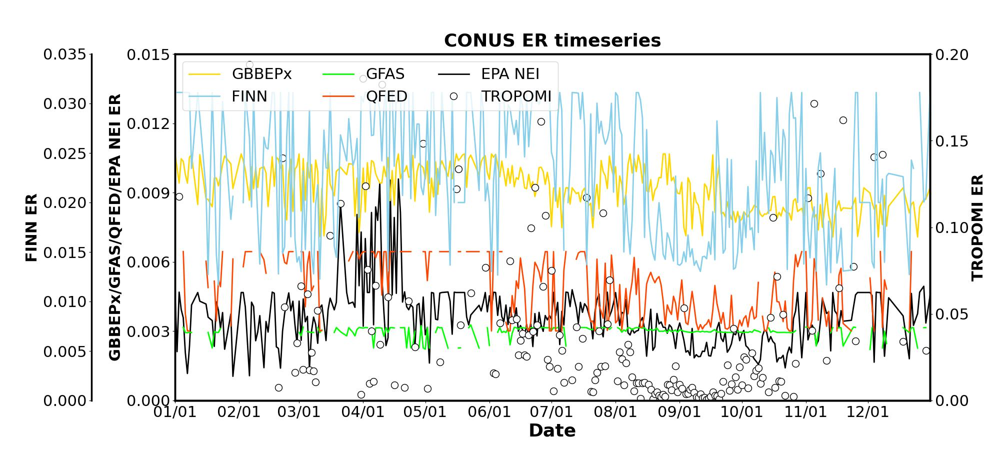 CONUS ER timeseries
FINN ER
0.035
0.030
0.025
0.020
0.015
0.010
0.005
0.000
GBBEPx/GFAS/QFED/EPA NEI ER
0.015
0.012
0.009
0.006
0.003
0.000
GBBEPx GFAS EPA NEI
FINN QFED TROPOMI
0.20
0.15
0.10
0.05
0.00
TROPOMI ER
01/01 02/01 03/01 04/01 05/01 06/01 07/01 08/01 09/01 10/01 11/01 12/01
Date